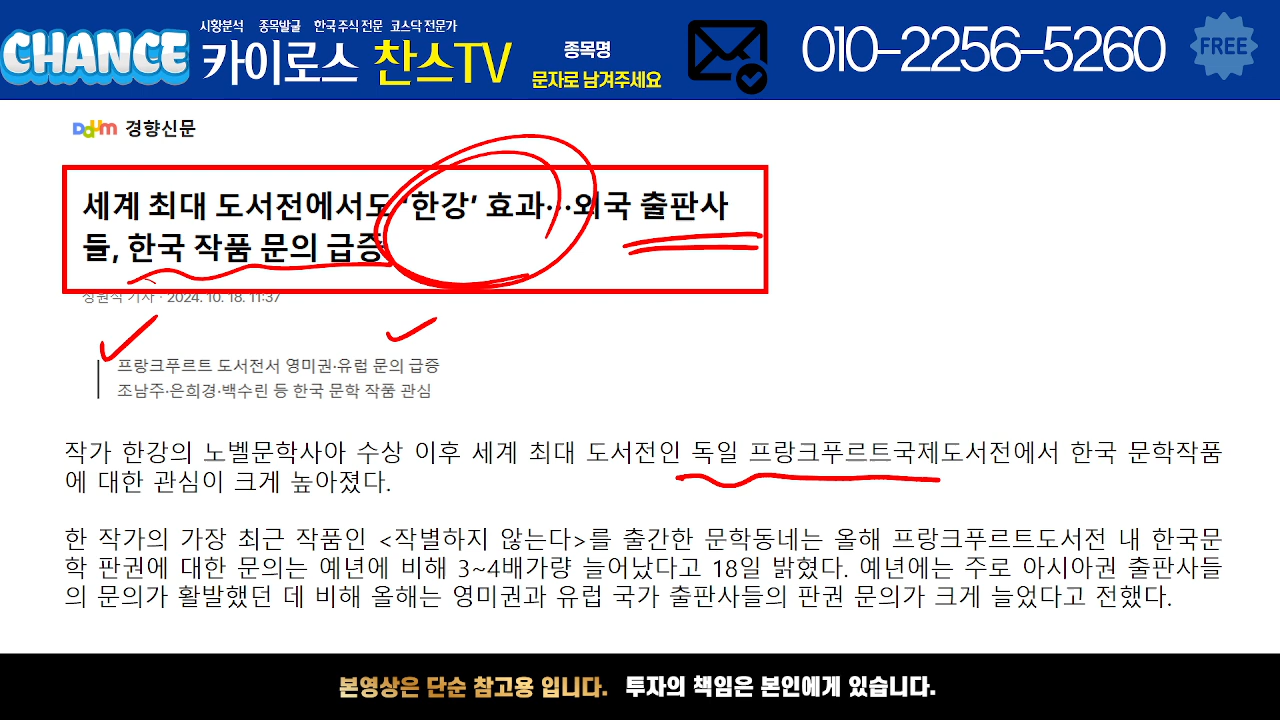 시황분석 종목발굴 한국 주식 전문 코스닥 전문가
CHANCE
카이로스 찬스TV
종목명
문자로 남겨주세요
010-2256-5260
FREE
Daum 경향신문
세계 최대 도서전에서도 ‘한강’ 효과…외국 출판사
들, 한국 작품 문의 급증
정원식 기자 · 2024. 10. 18. 11:37
프랑크푸르트 도서전서 영미권·유럽 문의 급증
조남주·은희경·백수린 등 한국 문학 작품 관심
작가 한강의 노벨문학사아 수상 이후 세계 최대 도서전인 독일 프랑크푸르트국제도서전에서 한국 문학작품
에 대한 관심이 크게 높아졌다.
한 작가의 가장 최근 작품인 <작별하지 않는다>를 출간한 문학동네는 올해 프랑크푸르트도서전 내 한국문
학 판권에 대한 문의는 예년에 비해 3~4배가량 늘어났다고 18일 밝혔다. 예년에는 주로 아시아권 출판사들
의 문의가 활발했던 데 비해 올해는 영미권과 유럽 국가 출판사들의 판권 문의가 크게 늘었다고 전했다.
본영상은 단순 참고용 입니다. 투자의 책임은 본인에게 있습니다.